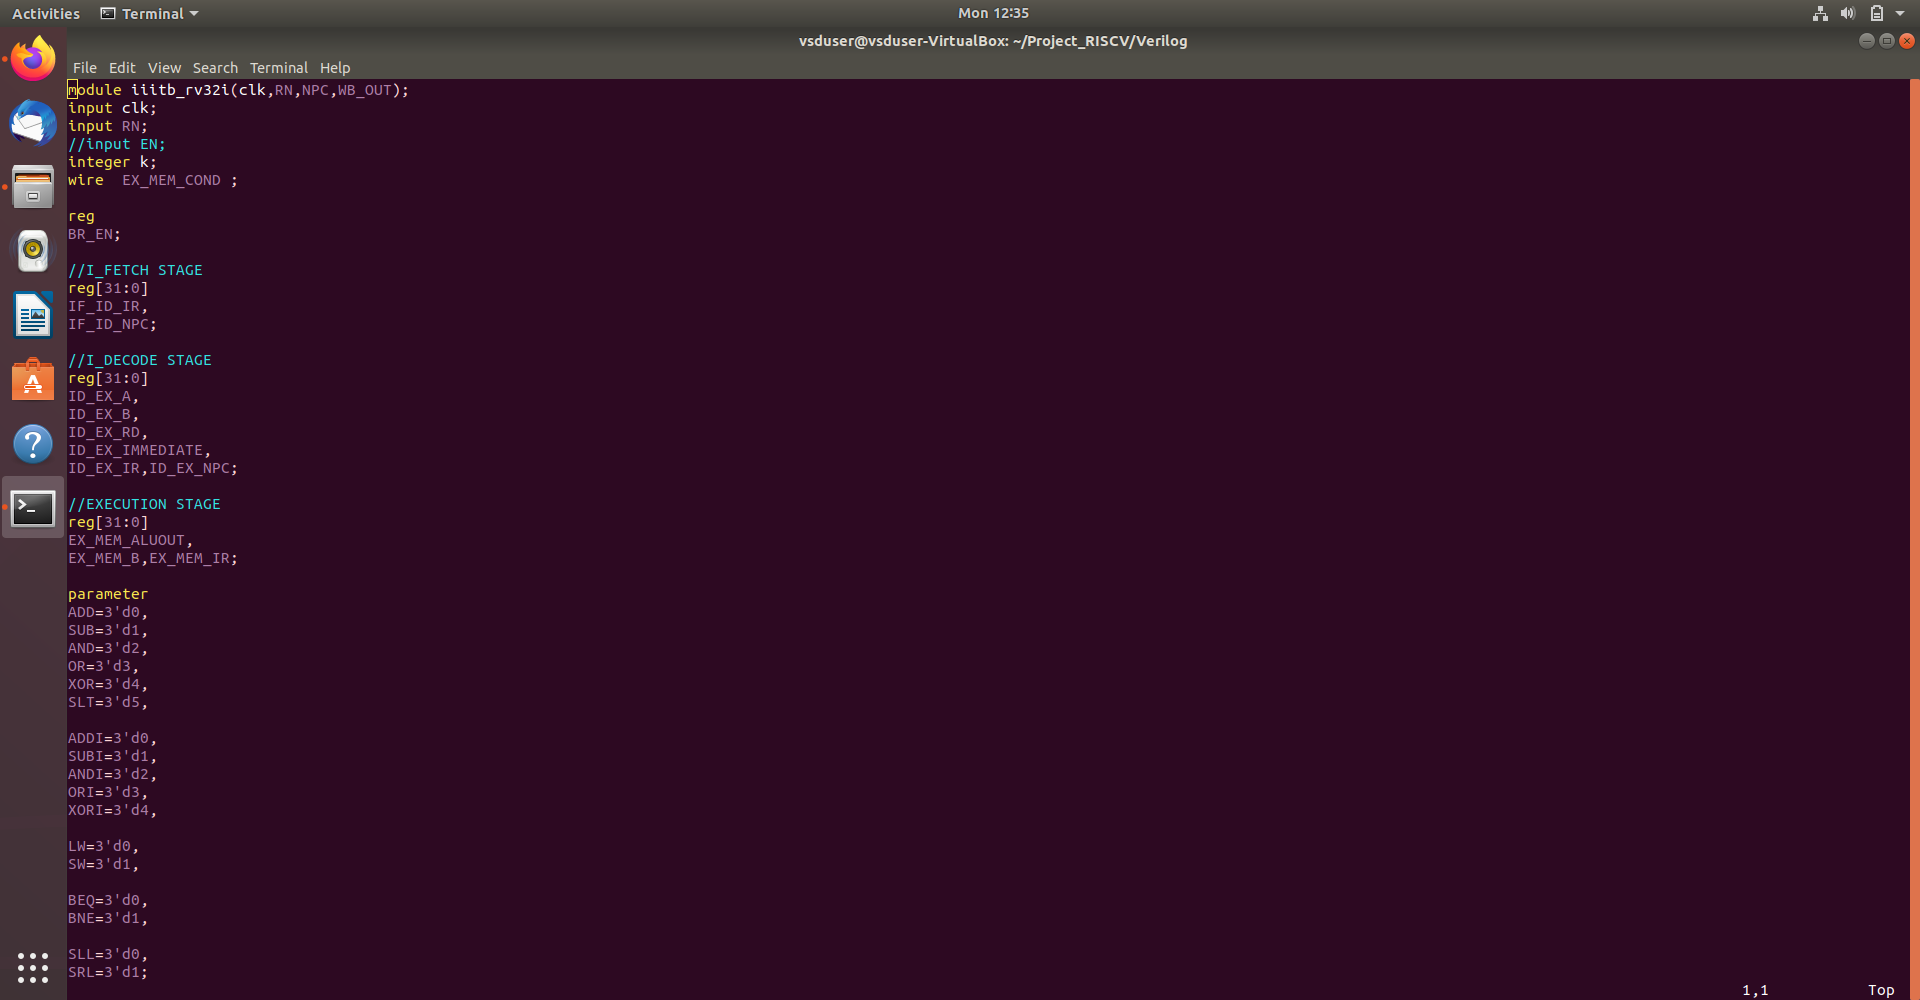 Activities Terminal Mon 12:35
vsduser@vsduser-VirtualBox: ~/Project_RISCV/Verilog
File Edit View Search Terminal Help
module iiitb_rv32i(clk,RN,NPC,WB_OUT);
input clk;
input RN;
//input EN;
integer k;
wire  EX_MEM_COND ;
reg
BR_EN;
//I_FETCH STAGE
reg[31:0]
IF_ID_IR,
IF_ID_NPC;
//I_DECODE STAGE
reg[31:0]
ID_EX_A,
ID_EX_B,
ID_EX_RD,
ID_EX_IMMEDIATE,
ID_EX_IR,ID_EX_NPC;
//EXECUTION STAGE
reg[31:0]
EX_MEM_ALUOUT,
EX_MEM_B,EX_MEM_IR;
parameter
ADD=3'd0,
SUB=3'd1,
AND=3'd2,
OR=3'd3,
XOR=3'd4,
SLT=3'd5,
ADDI=3'd0,
SUBI=3'd1,
ANDI=3'd2,
ORI=3'd3,
XORI=3'd4,
LW=3'd0,
SW=3'd1,
BEQ=3'd0,
BNE=3'd1,
SLL=3'd0,
SRL=3'd1;
1,1 Top